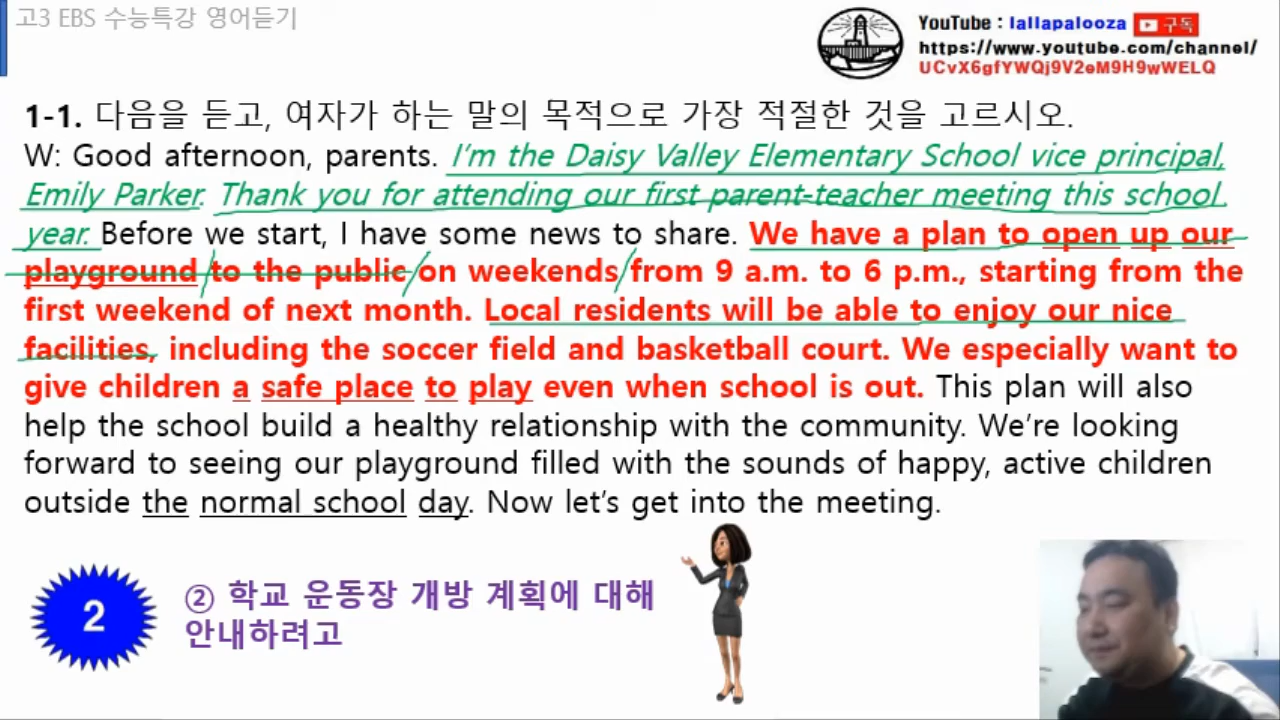 고3 EBS 수능특강 영어듣기
YouTube : lallapalooza 구독
https://www.youtube.com/channel/
UCvX6gfYWQj9V2eM9H9wWELQ
1-1. 다음을 듣고, 여자가 하는 말의 목적으로 가장 적절한 것을 고르시오.
W: Good afternoon, parents. I’m the Daisy Valley Elementary School vice principal,
Emily Parker. Thank you for attending our first parent-teacher meeting this school
year. Before we start, I have some news to share. We have a plan to open up our
playground to the public on weekends from 9 a.m. to 6 p.m., starting from the
first weekend of next month. Local residents will be able to enjoy our nice
facilities, including the soccer field and basketball court. We especially want to
give children a safe place to play even when school is out. This plan will also
help the school build a healthy relationship with the community. We’re looking
forward to seeing our playground filled with the sounds of happy, active children
outside the normal school day. Now let’s get into the meeting.
2
② 학교 운동장 개방 계획에 대해
안내하려고